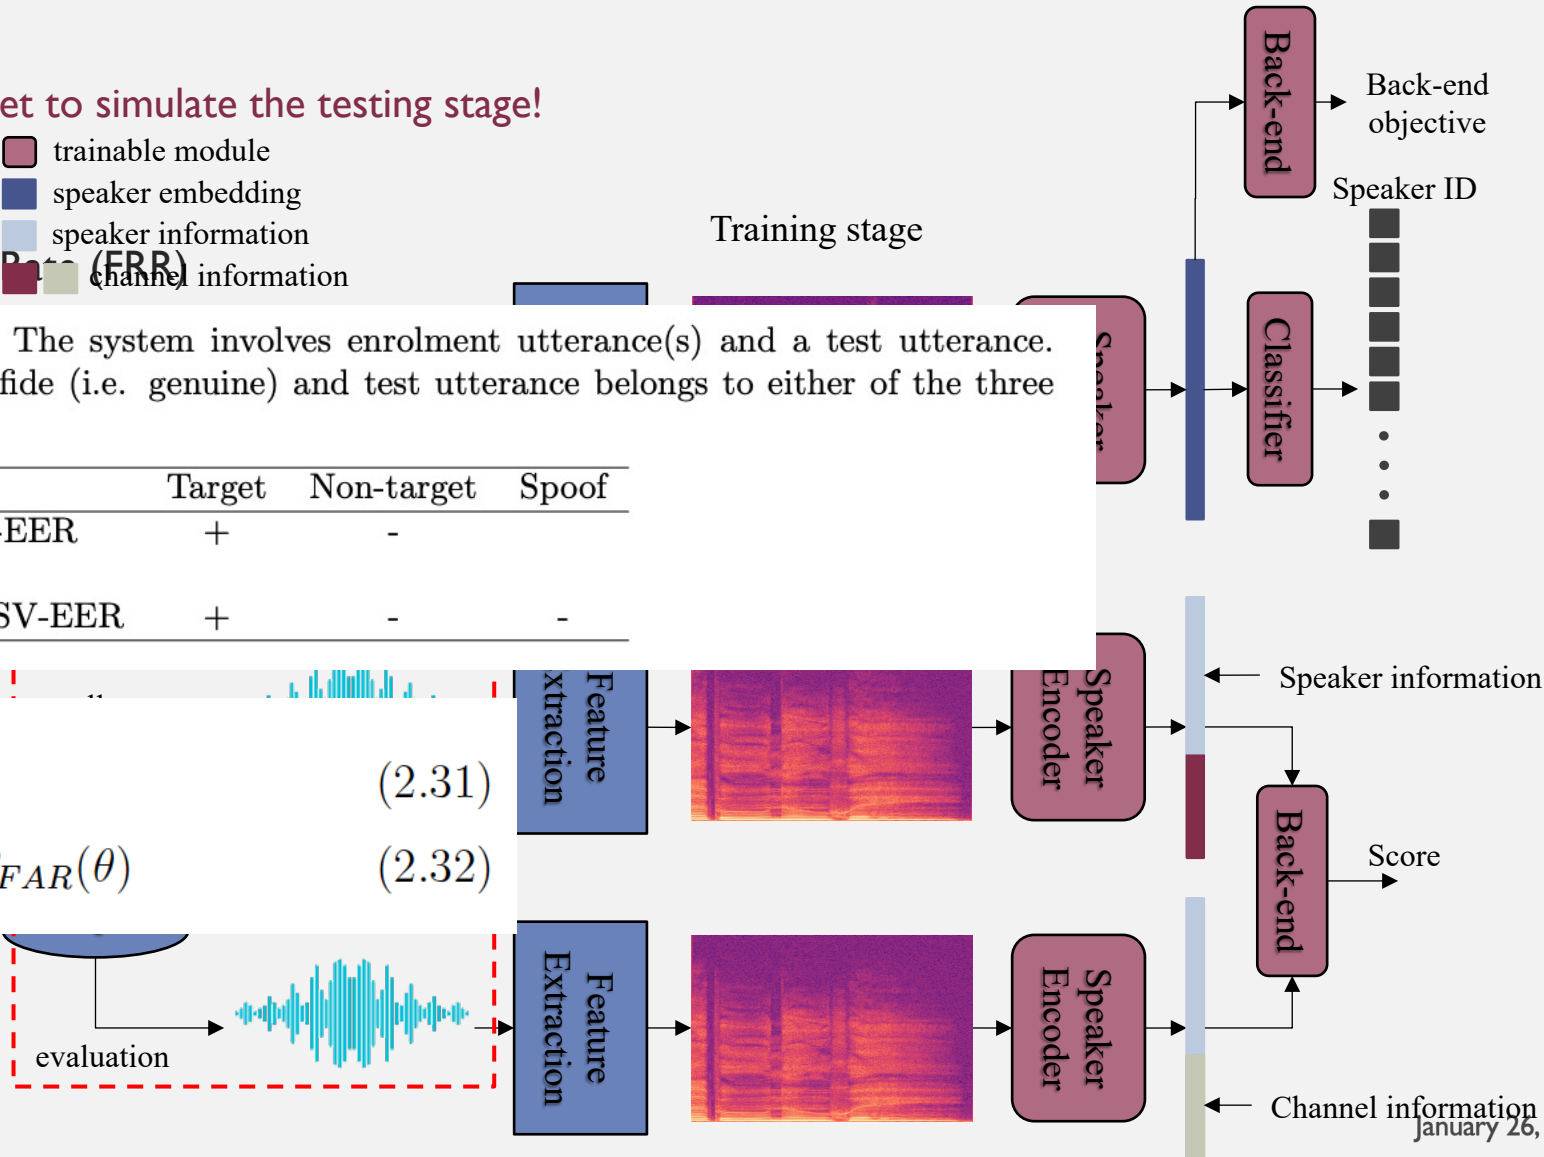 et to simulate the testing stage!
trainable module
speaker embedding
speaker information
Rate (FRR)
channel information
Training stage
Back-end
Back-end
objective
Speaker ID
The system involves enrolment utterance(s) and a test utterance.
fide (i.e. genuine) and test utterance belongs to either of the three
Speaker
Classifier
Target Non-target Spoof
-EER + -
SV-EER + - -
Feature
Extraction
Speaker
Encoder
Speaker information
(2.31)
FAR(θ) (2.32)
Back-end
Score
evaluation
Feature
Extraction
Speaker
Encoder
Channel information
January 26,